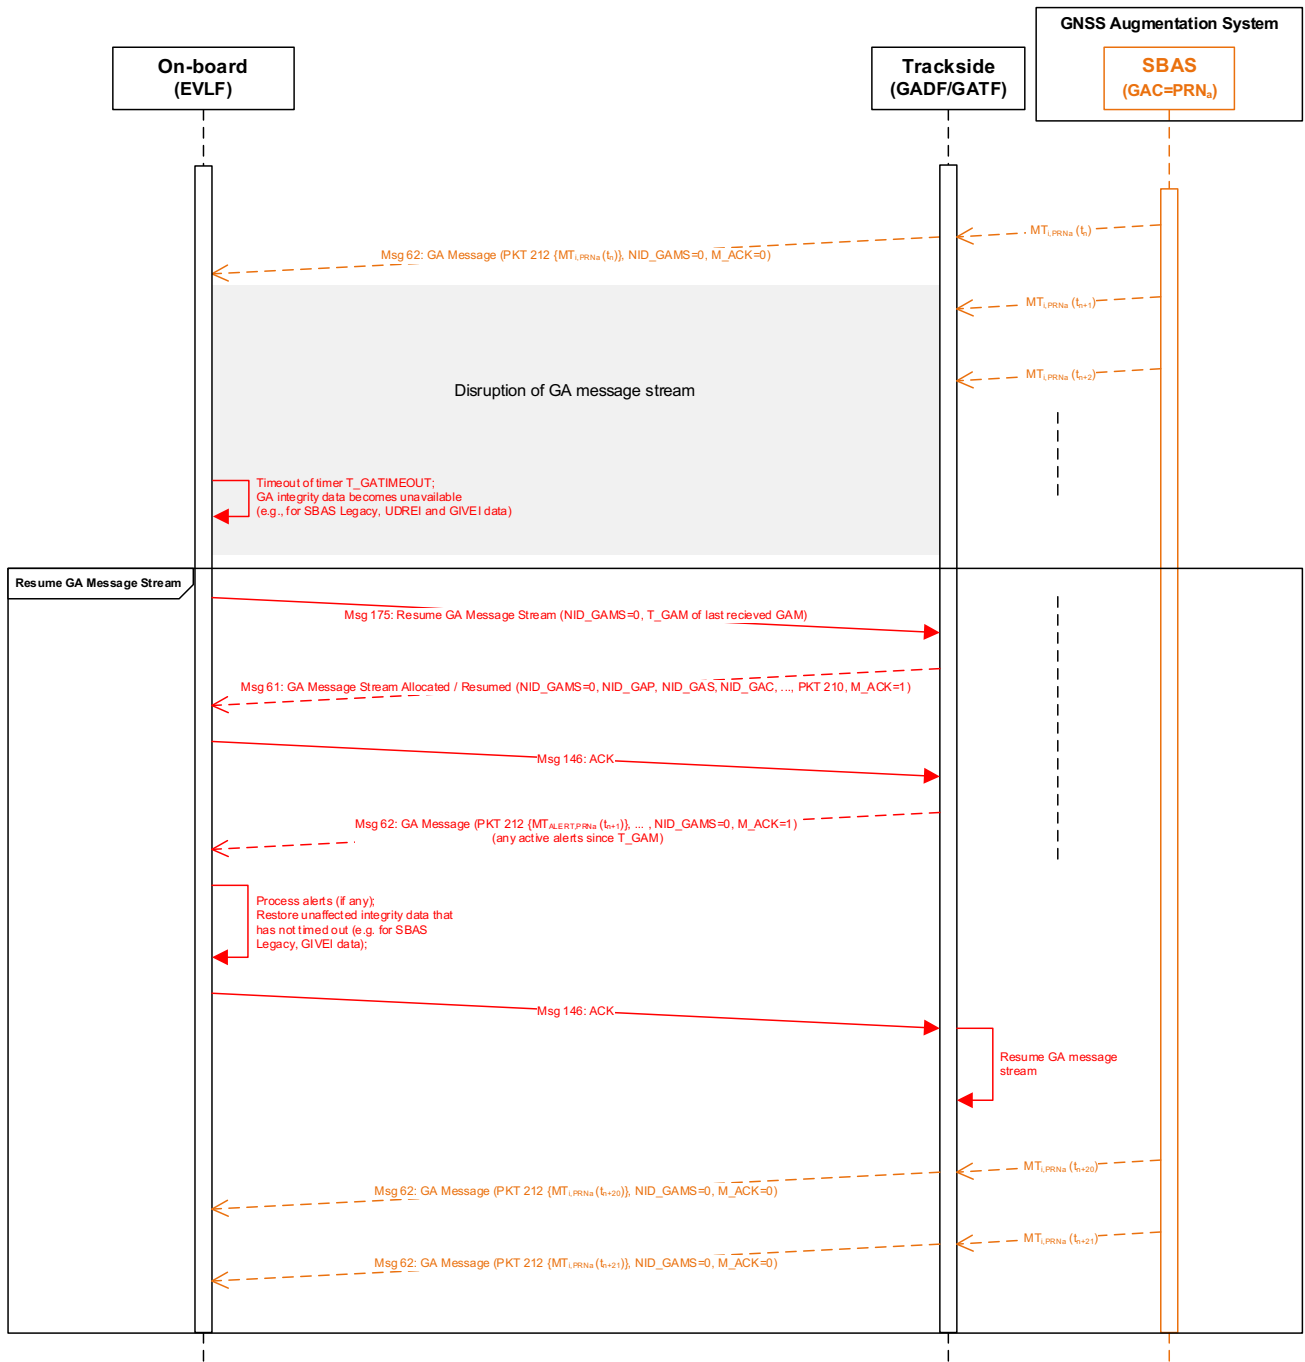 GNSS Augmentation System
On-board
(EVLF)
Trackside
(GADF/GATF)
SBAS
(GAC=PRNa)
MTi,PRNa (tn)
Msg 62: GA Message (PKT 212 {MTi,PRNa (tn)}, NID_GAMS=0, M_ACK=0)
MTi,PRNa (tn+1)
MTi,PRNa (tn+2)
Disruption of GA message stream
Timeout of timer T_GATIMEOUT;
GA integrity data becomes unavailable
(e.g., for SBAS Legacy, UDREI and GIVEI data)
Resume GA Message Stream
Msg 175: Resume GA Message Stream (NID_GAMS=0, T_GAM of last recieved GAM)
Msg 61: GA Message Stream Allocated / Resumed (NID_GAMS=0, NID_GAP, NID_GAS, NID_GAC, ..., PKT 210, M_ACK=1)
Msg 146: ACK
Msg 62: GA Message (PKT 212 {MTALERT,PRNa (tn+1)}, ... , NID_GAMS=0, M_ACK=1)
(any active alerts since T_GAM)
Process alerts (if any);
Restore unaffected integrity data that
has not timed out (e.g. for SBAS
Legacy, GIVEI data);
Msg 146: ACK
Resume GA message
stream
MTi,PRNa (tn+20)
Msg 62: GA Message (PKT 212 {MTi,PRNa (tn+20)}, NID_GAMS=0, M_ACK=0)
MTi,PRNa (tn+21)
Msg 62: GA Message (PKT 212 {MTi,PRNa (tn+21)}, NID_GAMS=0, M_ACK=0)